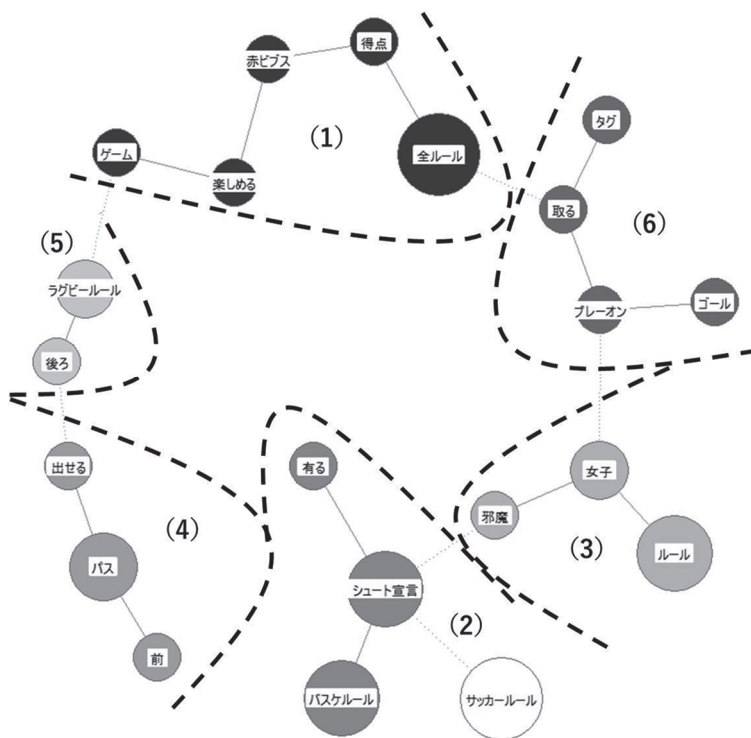 得点
赤ビブス
全ルール
(1)
ゲーム
楽しめる
タグ
取る
(6)
(5)
ラグビールール
プレーオン
ゴール
後ろ
出せる
有る
女子
邪魔
(4)
(3)
ルール
パス
シュート宣言
(2)
前
バスケルール
サッカールール